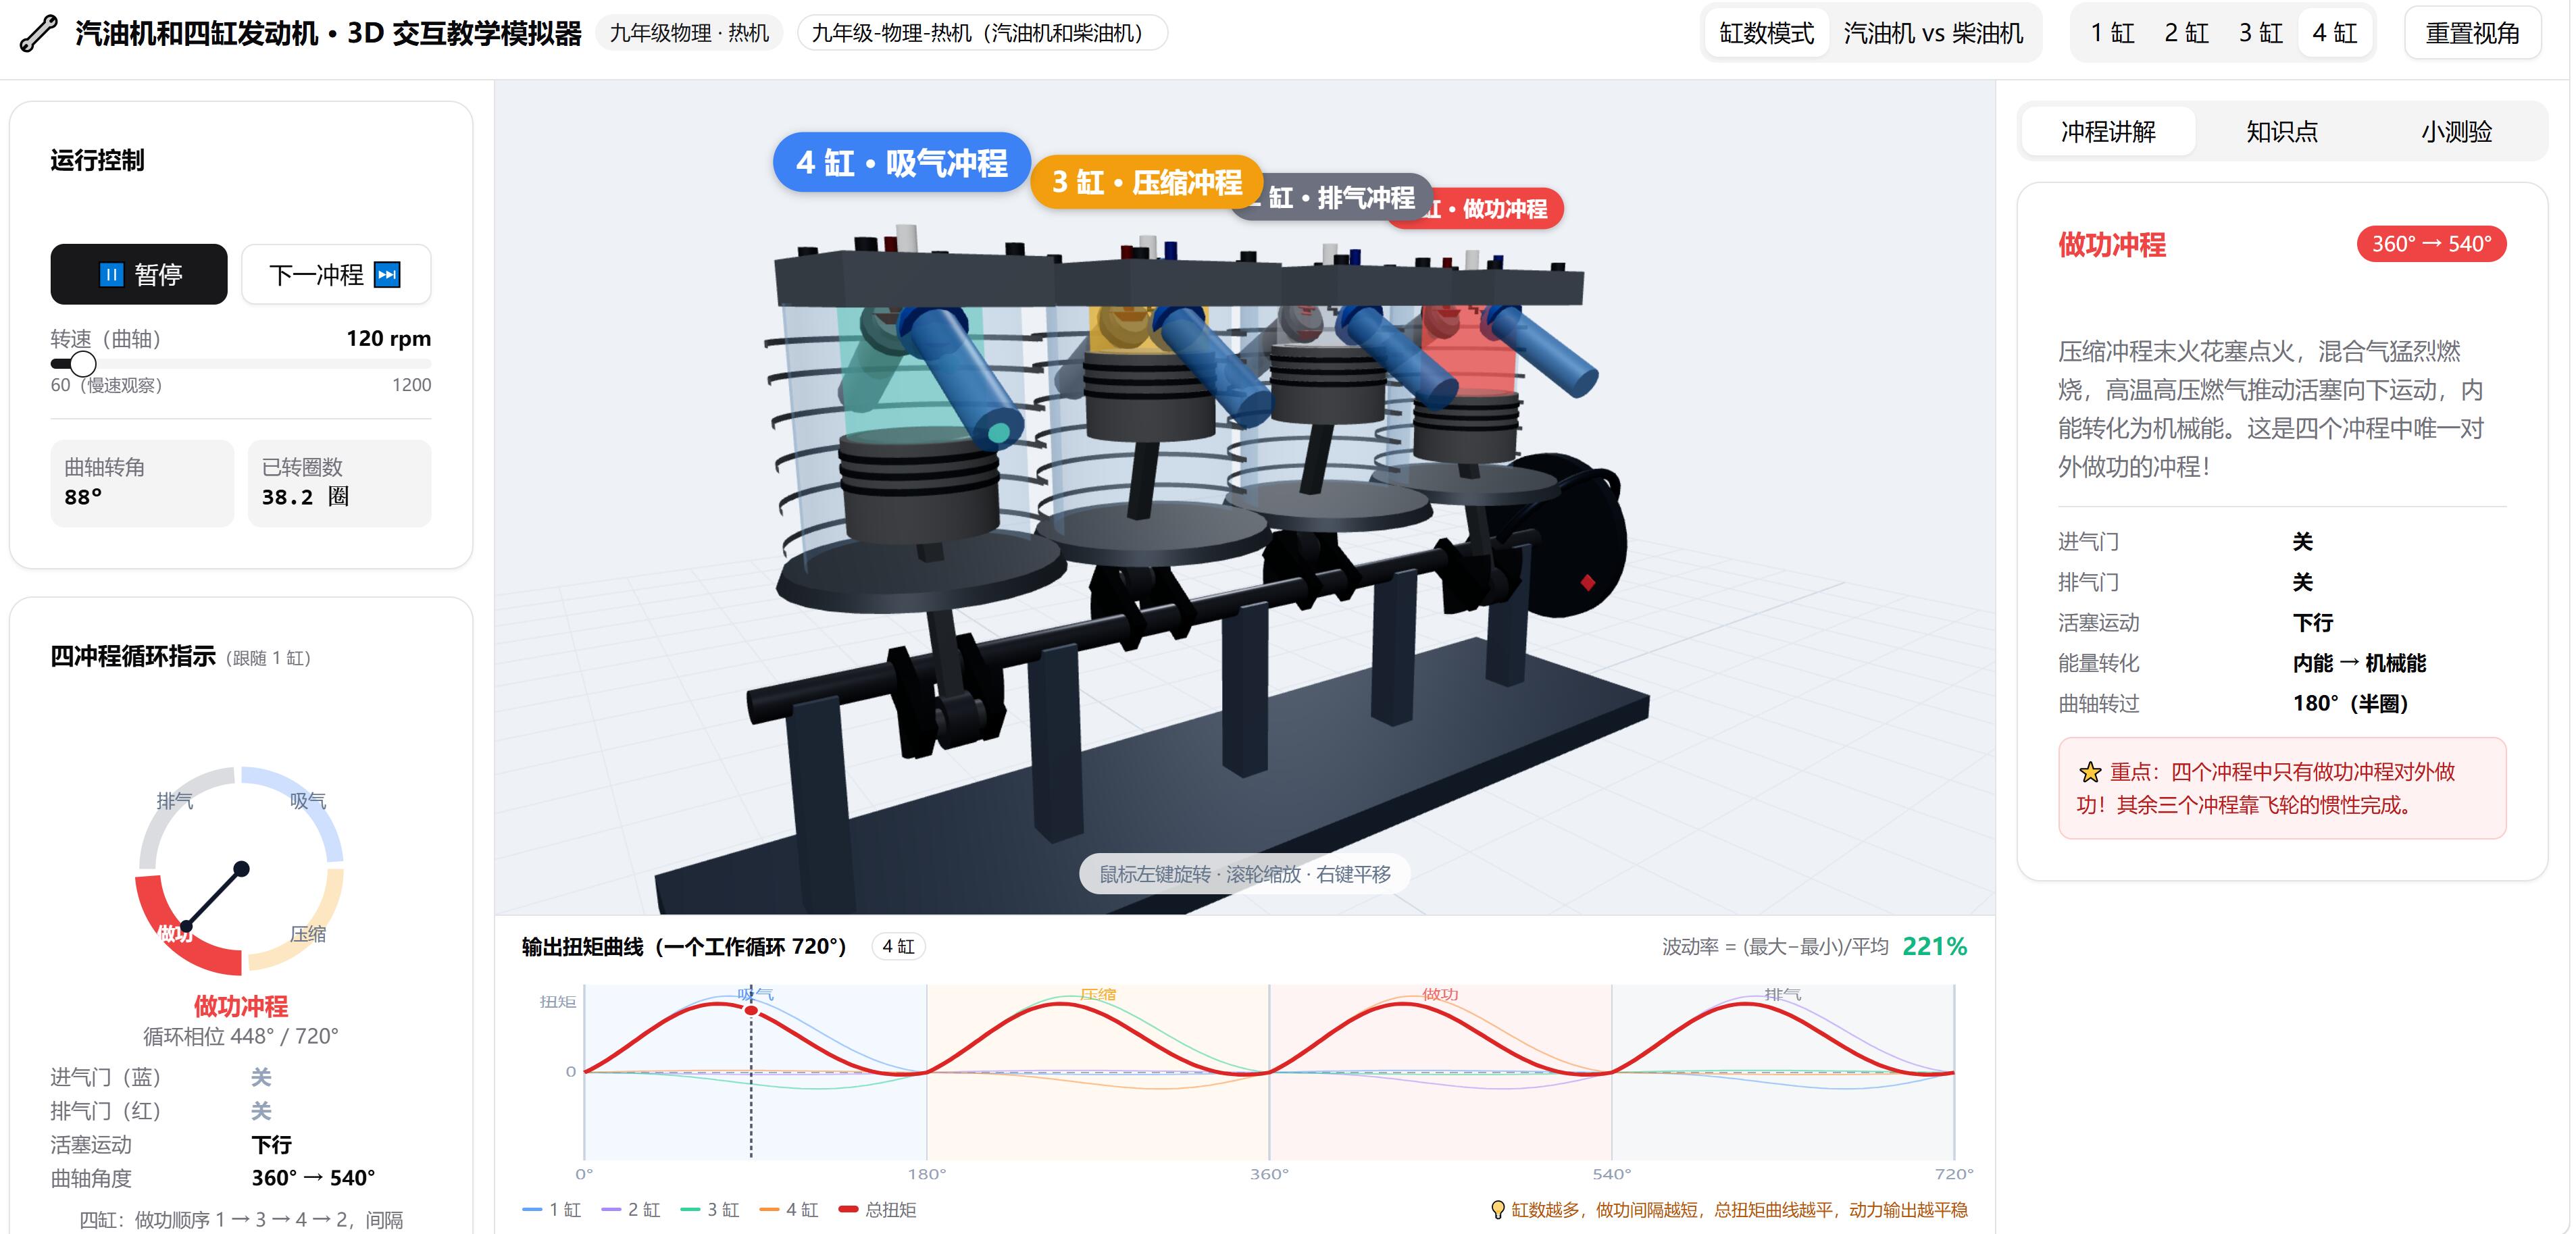 汽油机和四缸发动机 • 3D 交互教学模拟器
九年级物理 · 热机
九年级-物理-热机（汽油机和柴油机）
缸数模式
汽油机 vs 柴油机
1 缸
2 缸
3 缸
4 缸
重置视角
运行控制
暂停
下一冲程
转速（曲轴）
120 rpm
60（慢速观察）
1200
曲轴转角
88°
已转圈数
38.2 圈
四冲程循环指示（跟随 1 缸）
排气
吸气
做功
压缩
做功冲程
循环相位 448° / 720°
进气门（蓝）
关
排气门（红）
关
活塞运动
下行
曲轴角度
360° → 540°
四缸：做功顺序 1 → 3 → 4 → 2，间隔
4 缸 • 吸气冲程
3 缸 • 压缩冲程
缸 • 排气冲程
缸 • 做功冲程
鼠标左键旋转 · 滚轮缩放 · 右键平移
输出扭矩曲线（一个工作循环 720°）
4 缸
波动率 = (最大−最小)/平均
221%
扭矩
吸气
压缩
做功
排气
0
0°
180°
360°
540°
720°
1 缸
2 缸
3 缸
4 缸
总扭矩
缸数越多，做功间隔越短，总扭矩曲线越平，动力输出越平稳
冲程讲解
知识点
小测验
做功冲程
360° → 540°
压缩冲程末火花塞点火，混合气猛烈燃
烧，高温高压燃气推动活塞向下运动，内
能转化为机械能。这是四个冲程中唯一对
外做功的冲程！
进气门
关
排气门
关
活塞运动
下行
能量转化
内能 → 机械能
曲轴转过
180°（半圈）
重点：四个冲程中只有做功冲程对外做
功！其余三个冲程靠飞轮的惯性完成。